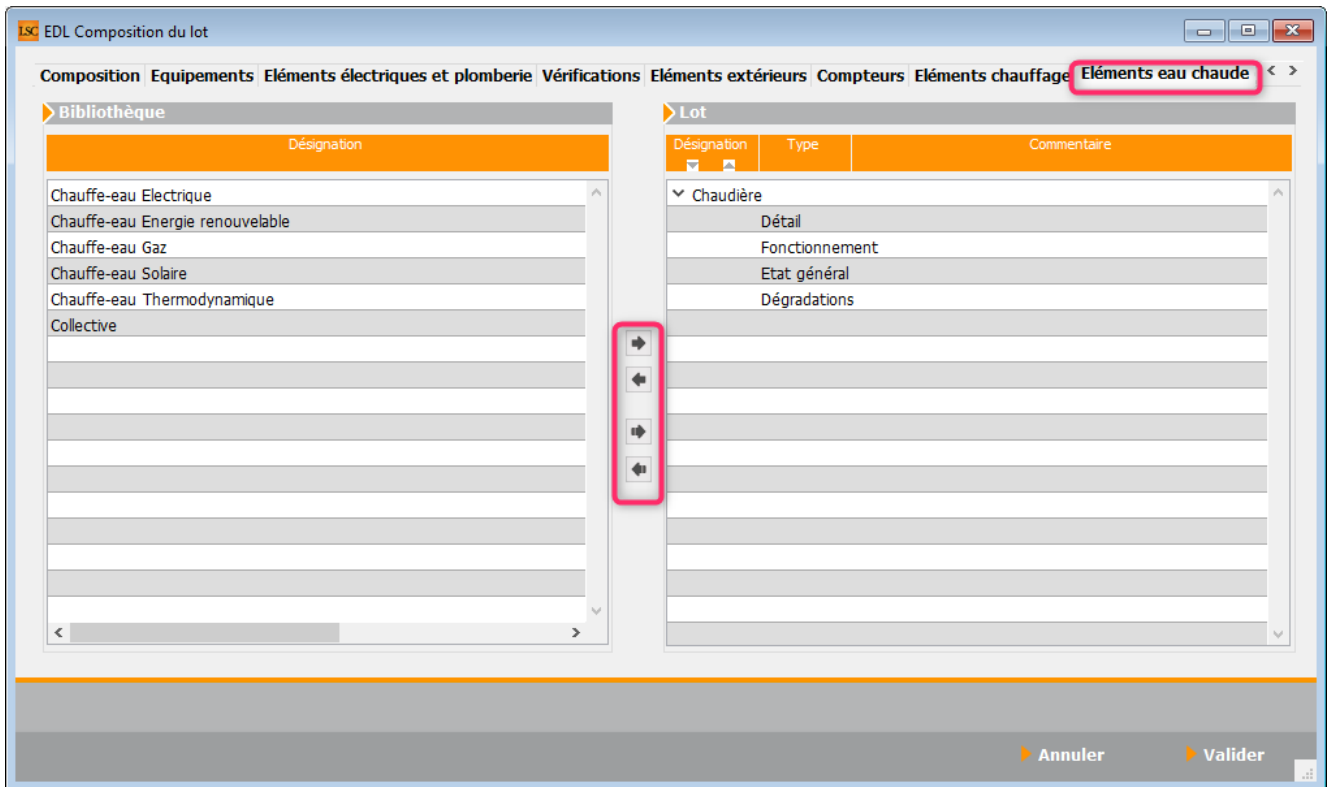 LSC EDL Composition du lot
Composition Equipements Eléments électriques et plomberie Vérifications Eléments extérieurs Compteurs Eléments chauffage Eléments eau chaude
Bibliothèque
Désignation
Chauffe-eau Electrique
Chauffe-eau Energie renouvelable
Chauffe-eau Gaz
Chauffe-eau Solaire
Chauffe-eau Thermodynamique
Collective
Lot
Désignation Type Commentaire
Chaudière
Détail
Fonctionnement
Etat général
Dégradations
Annuler Valider